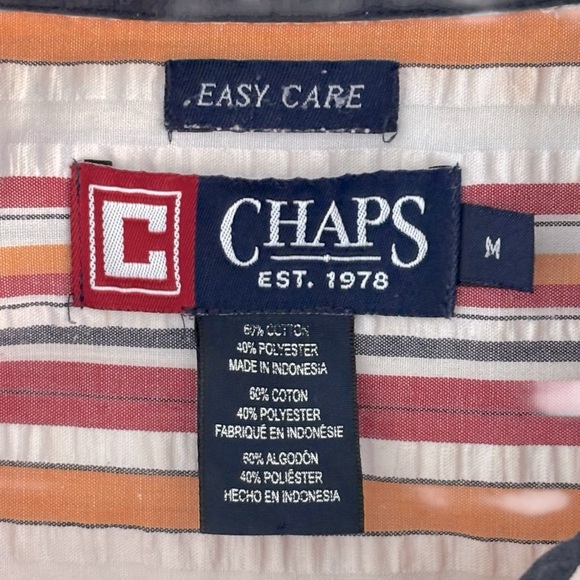 EASY CARE
C CHAPS
EST. 1978
M
60% COTTON
40% POLYESTER
MADE IN INDONESIA
60% COTON
40% POLYESTER
FABRIQUÉ EN INDONÉSIE
60% ALGODÓN
40% POLIÉSTER
HECHO EN INDONESIA